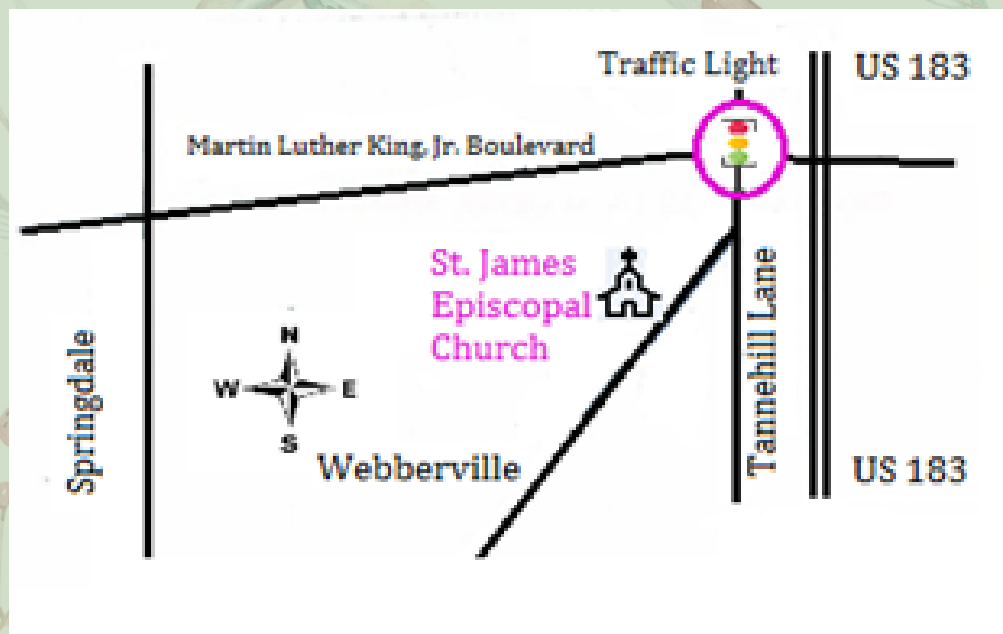 Traffic Light
US 183
Martin Luther King, Jr. Boulevard
St. James
Episcopal
Church
Tannehill Lane
Springdale
N
W
E
S
Webberville
US 183